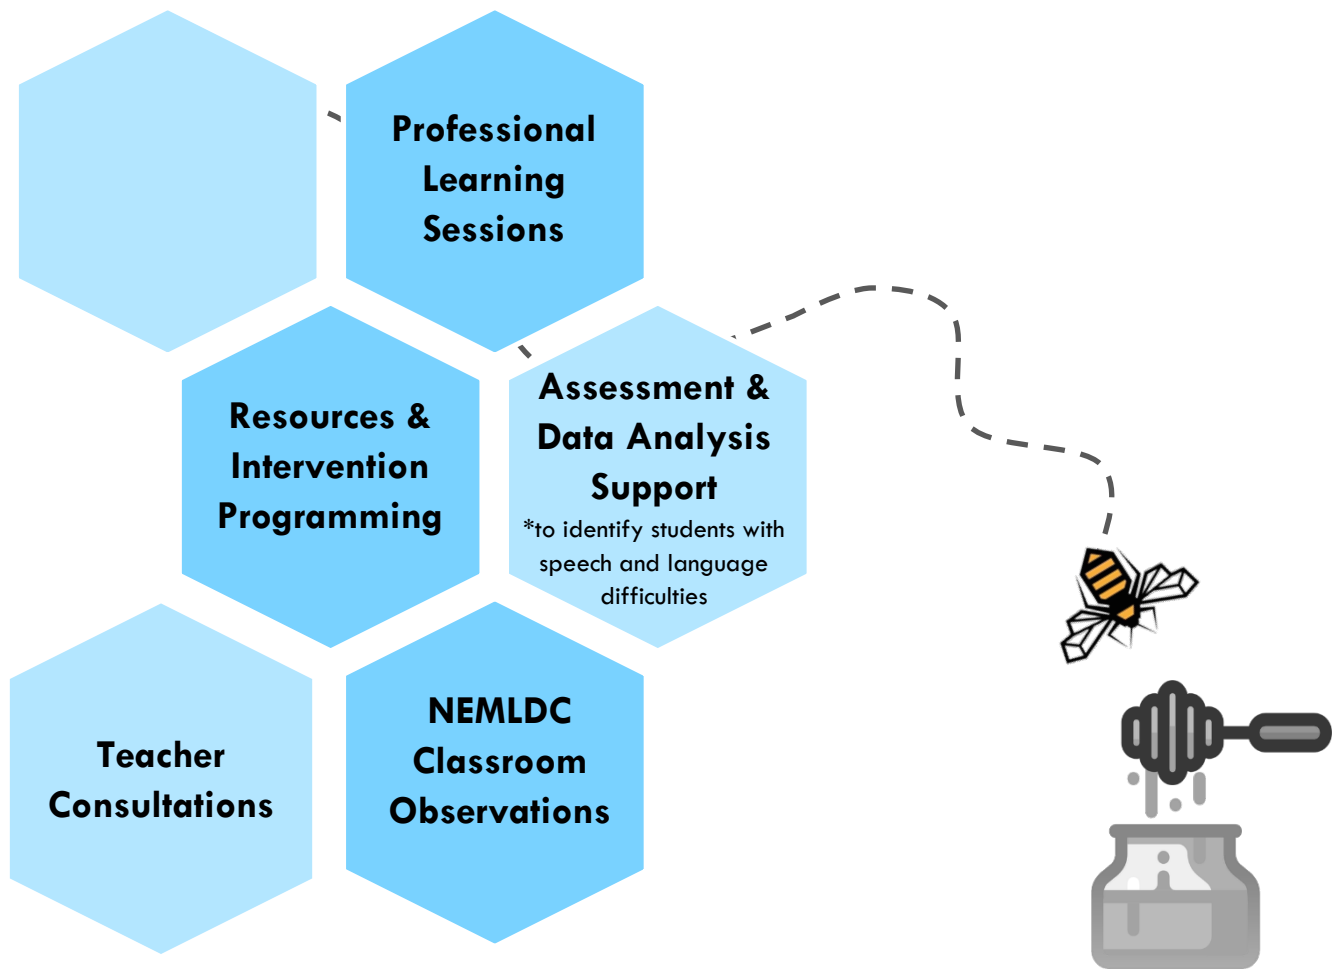 Professional
Learning
Sessions
Resources &
Intervention
Programming
Assessment &
Data Analysis
Support
*to identify students with
speech and language
difficulties
Teacher
Consultations
NEMLDC
Classroom
Observations